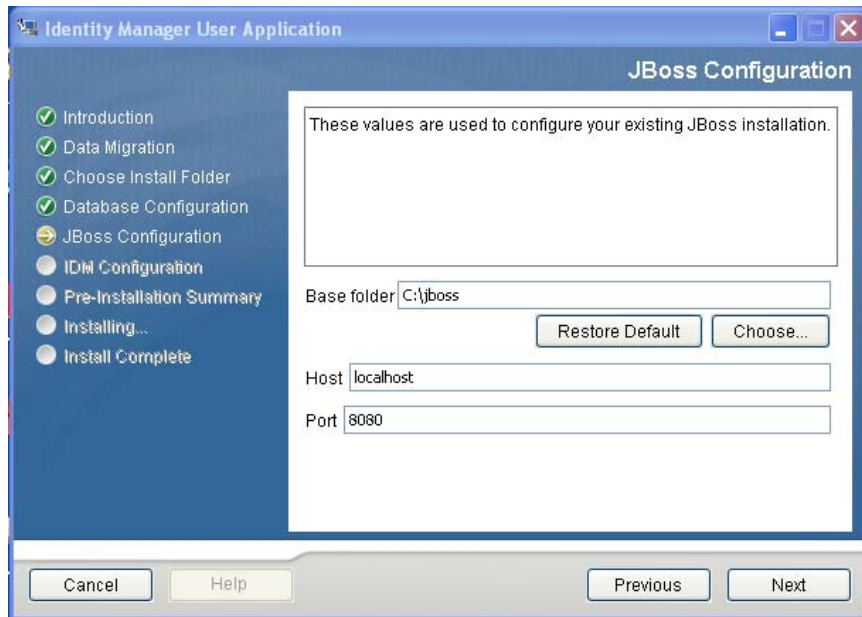 Identity Manager User Application
JBoss Configuration
Introduction
Data Migration
Choose Install Folder
Database Configuration
JBoss Configuration
IDM Configuration
Pre-Installation Summary
Installing...
Install Complete
These values are used to configure your existing JBoss installation.
Base folder C:\jboss
Restore Default Choose...
Host localhost
Port 8080
Cancel Help Previous Next